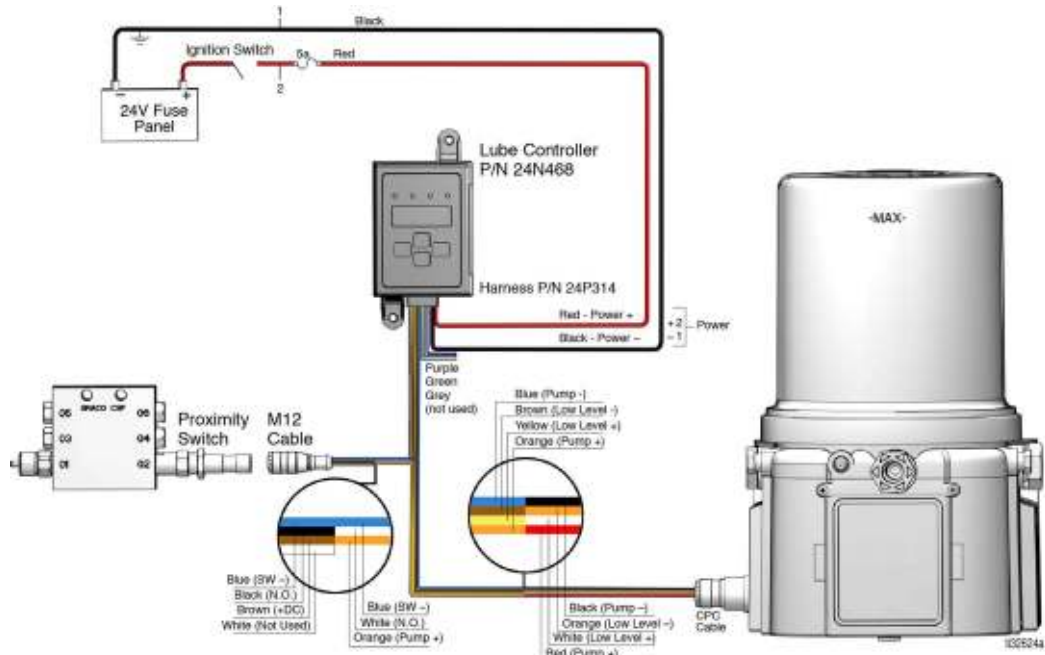 1
Black
Ignition Switch
5a
Red
2
-
+
24V Fuse
Panel
Lube Controller
P/N 24N468
-MAX-
Harness P/N 24P314
Red - Power +
Black - Power –
+ 2
– 1
Power
Purple
Green
Grey
(not used)
Proximity
Switch
M12
Cable
Blue (Pump -)
Brown (Low Level -)
Yellow (Low Level +)
Orange (Pump +)
Blue (SW –)
Black (N.O.)
Brown (+DC)
White (Not Used)
Blue (SW –)
White (N.O.)
Orange (Pump +)
Black (Pump –)
Orange (Low Level –)
White (Low Level +)
Red (Pump +)
CPC
Cable
ti32624a